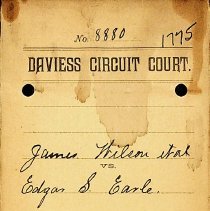 No. 8880
1775
DAVIESS CIRCUIT COURT.
James Wilson et al
VS.
Edgar S. Earle.